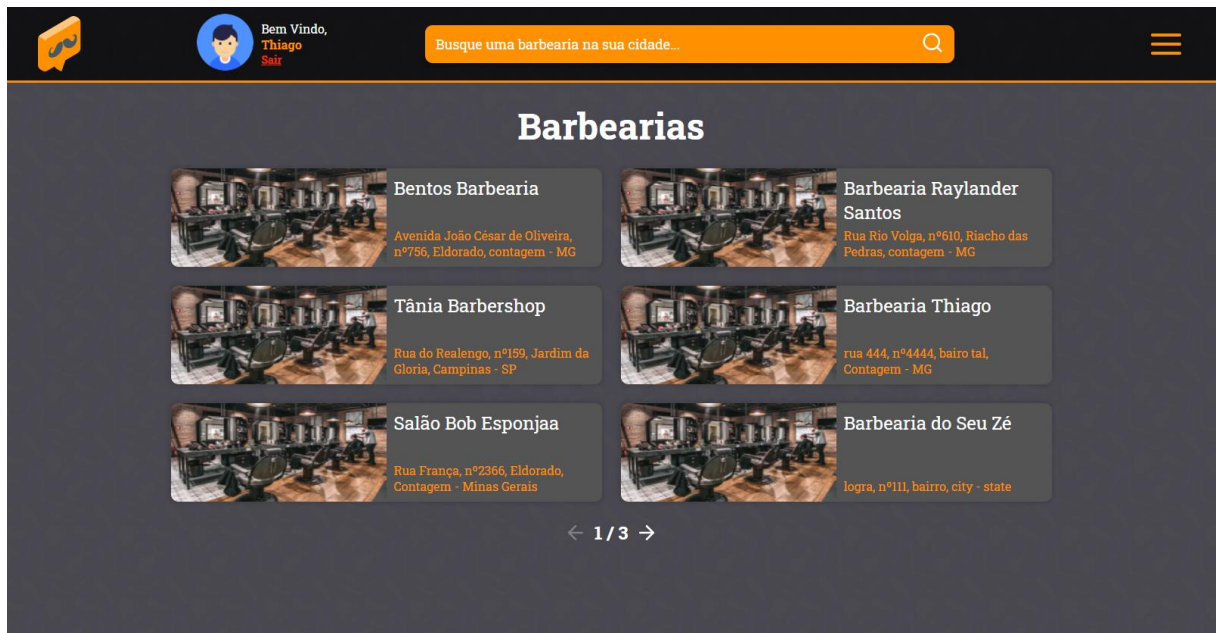 Bem Vindo,
Thiago
Sair
Busque uma barbearia na sua cidade...
Barbearias
Bentos Barbearia
Avenida João César de Oliveira,
nº756, Eldorado, contagem - MG
Barbearia Raylander
Santos
Rua Rio Volga, nº610, Riacho das
Pedras, contagem - MG
Tânia Barbershop
Rua do Realengo, nº159, Jardim da
Gloria, Campinas - SP
Barbearia Thiago
rua 444, nº4444, bairo tal,
Contagem - MG
Salão Bob Esponjaa
Rua França, nº2366, Eldorado,
Contagem - Minas Gerais
Barbearia do Seu Zé
logra, nº111, bairro, city - state
1 / 3